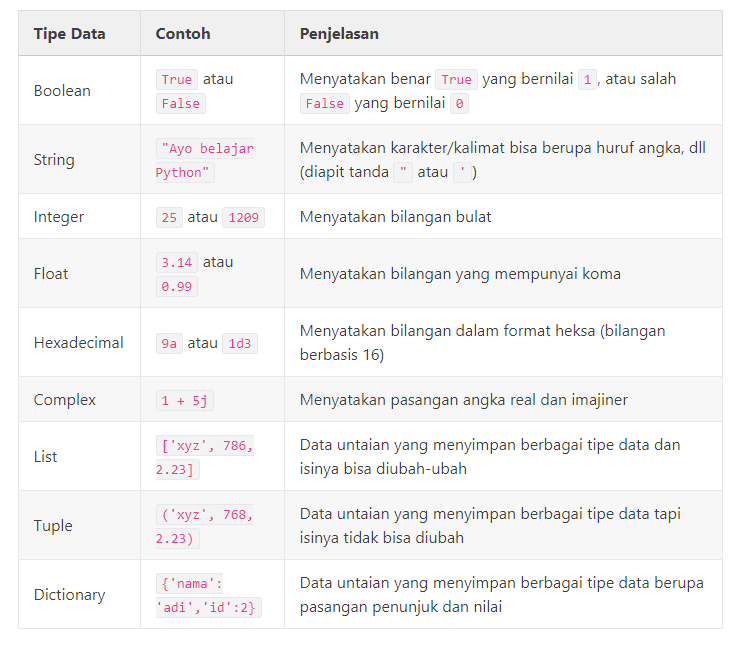 Tipe Data Contoh Penjelasan
Boolean
True atau
False
Menyatakan benar True yang bernilai 1 , atau salah
False yang bernilai 0
String
"Ayo belajar
Python"
Menyatakan karakter/kalimat bisa berupa huruf angka, dll
(diapit tanda " atau ' )
Integer
25 atau 1209
Menyatakan bilangan bulat
Float
3.14 atau
0.99
Menyatakan bilangan yang mempunyai koma
Hexadecimal
9a atau 1d3
Menyatakan bilangan dalam format heksa (bilangan
berbasis 16)
Complex
1 + 5j
Menyatakan pasangan angka real dan imajiner
List
['xyz', 786,
2.23]
Data untaian yang menyimpan berbagai tipe data dan
isinya bisa diubah-ubah
Tuple
('xyz', 768,
2.23)
Data untaian yang menyimpan berbagai tipe data tapi
isinya tidak bisa diubah
Dictionary
{'nama':
'adi','id':2}
Data untaian yang menyimpan berbagai tipe data berupa
pasangan penunjuk dan nilai